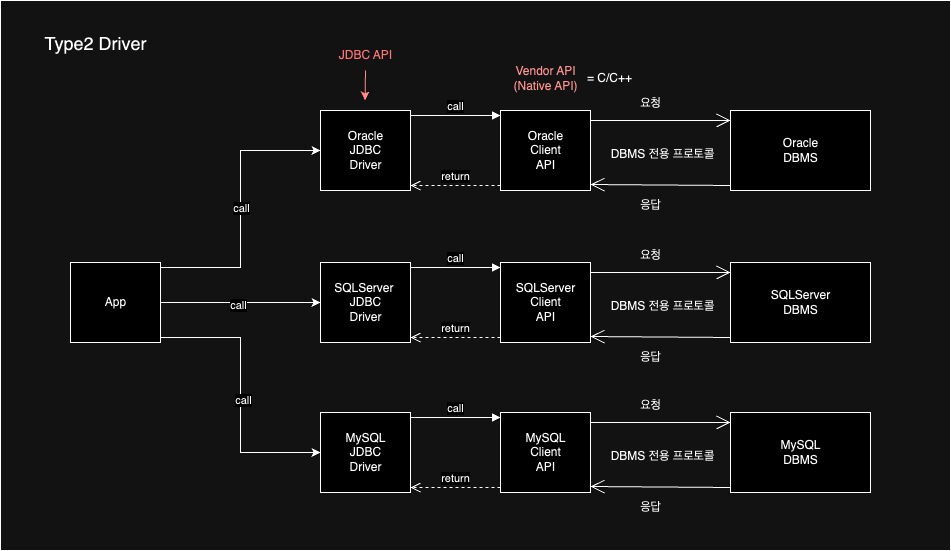 Type2 Driver
JDBC API
Vendor API
(Native API)
= C/C++
Oracle
JDBC
Driver
call
return
Oracle
Client
API
요청
DBMS 전용 프로토콜
응답
Oracle
DBMS
call
App
call
call
SQLServer
JDBC
Driver
call
return
SQLServer
Client
API
요청
DBMS 전용 프로토콜
응답
SQLServer
DBMS
MySQL
JDBC
Driver
call
return
MySQL
Client
API
요청
DBMS 전용 프로토콜
응답
MySQL
DBMS